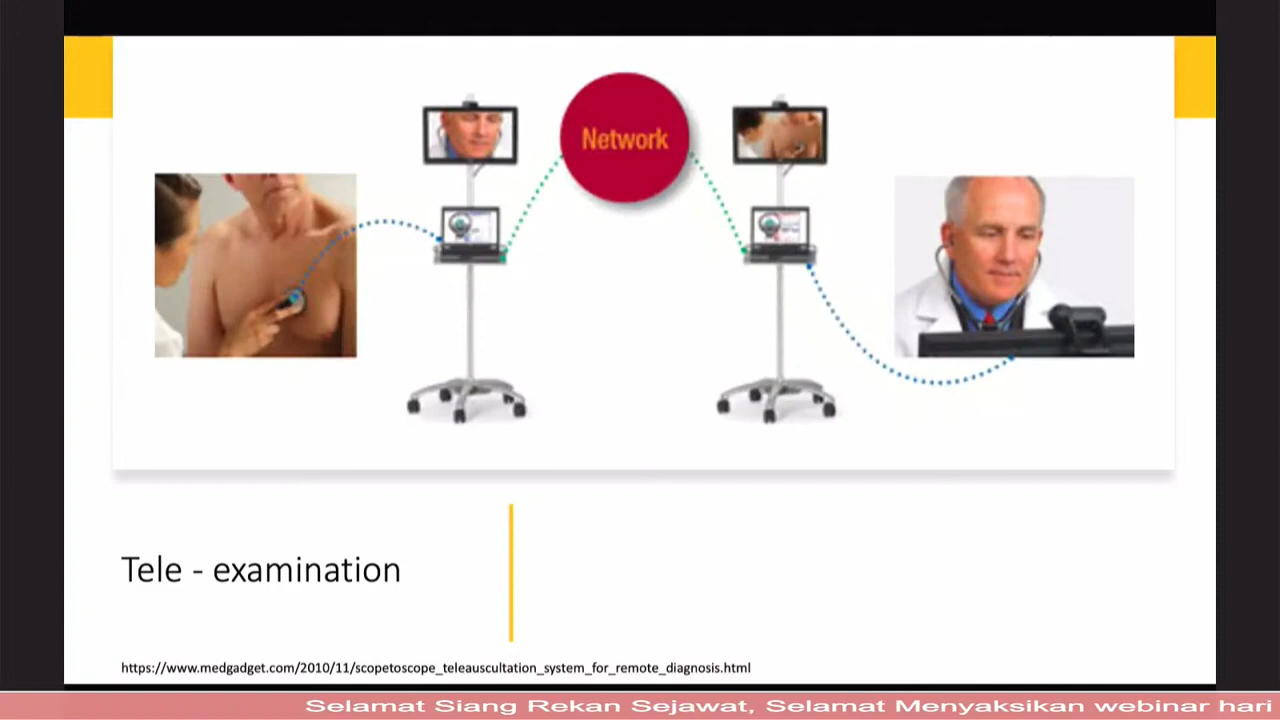 Network
Tele - examination
https://www.medgadget.com/2010/11/scopetoscope_teleauscultation_system_for_remote_diagnosis.html
Selamat Siang Rekan Sejawat, Selamat Menyaksikan webinar hari